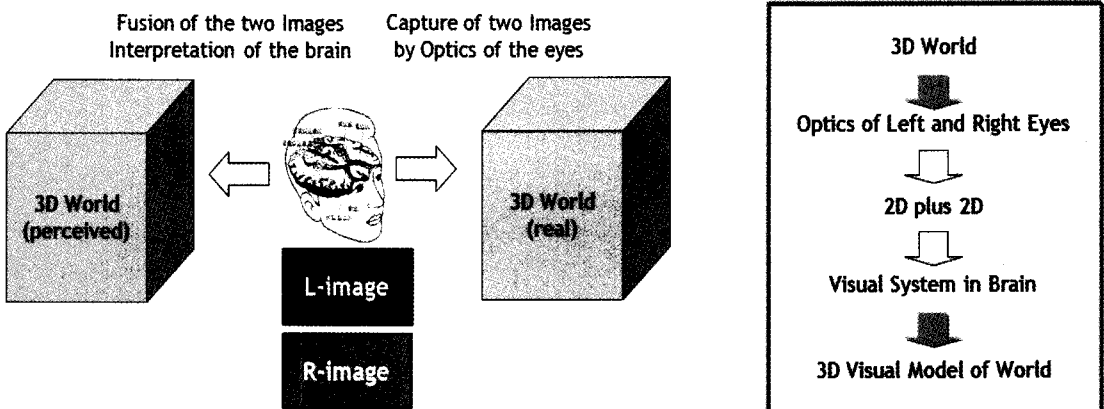 Fusion of the two Images
Interpretation of the brain
Capture of two Images
by Optics of the eyes
3D World
(perceived)
3D World
(real)
L-image
R-image
3D World
Optics of Left and Right Eyes
2D plus 2D
Visual System in Brain
3D Visual Model of World